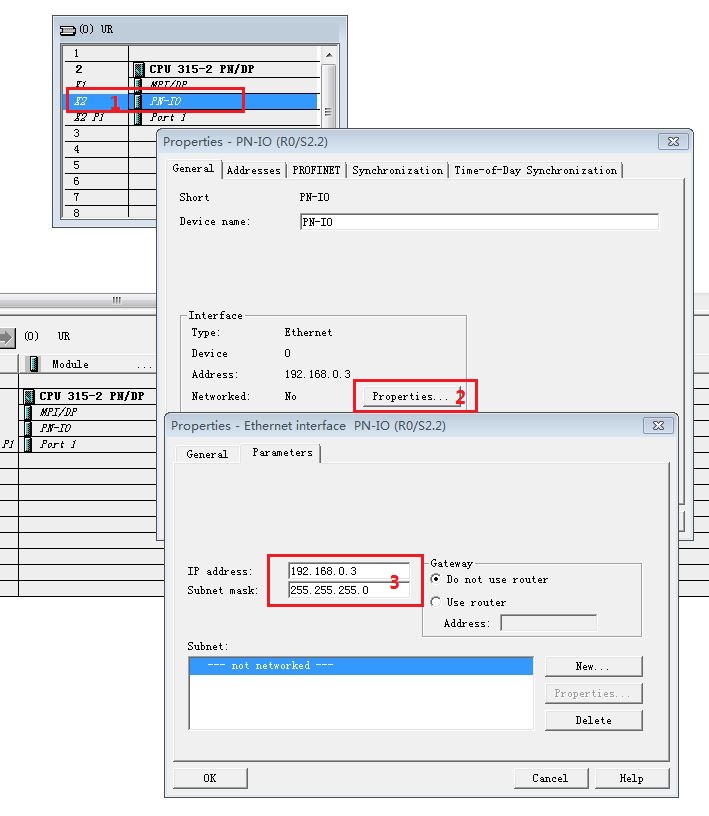 (0) UR
1
2 CPU 315-2 PN/DP
X1 MPI/DP
X2 1 PN-IO
X2 P1 Port 1
3
4
5
6
7
8
Properties - PN-IO (R0/S2.2)
General Addresses PROFINET Synchronization Time-of-Day Synchronization
Short PN-IO
Device name: PN-IO
Interface
Type: Ethernet
Device 0
Address: 192.168.0.3
Networked: No Properties... 2
(0) UR
Module ...
CPU 315-2 PN/DP
MPI/DP
PN-IO
P1 Port 1
Properties - Ethernet interface PN-IO (R0/S2.2)
General Parameters
IP address: 192.168.0.3
Subnet mask: 255.255.255.0
3
Gateway
Do not use router
Use router
Address:
Subnet:
--- not networked ---
New...
Properties...
Delete
OK Cancel Help